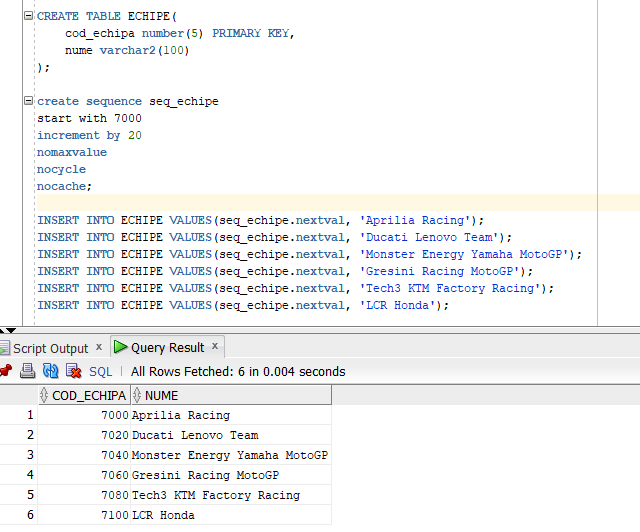 CREATE TABLE ECHIPE(
cod_echipa number(5) PRIMARY KEY,
nume varchar2(100)
);
create sequence seq_echipe
start with 7000
increment by 20
nomaxvalue
nocycle
nocache;
INSERT INTO ECHIPE VALUES(seq_echipe.nextval, 'Aprilia Racing');
INSERT INTO ECHIPE VALUES(seq_echipe.nextval, 'Ducati Lenovo Team');
INSERT INTO ECHIPE VALUES(seq_echipe.nextval, 'Monster Energy Yamaha MotoGP');
INSERT INTO ECHIPE VALUES(seq_echipe.nextval, 'Gresini Racing MotoGP');
INSERT INTO ECHIPE VALUES(seq_echipe.nextval, 'Tech3 KTM Factory Racing');
INSERT INTO ECHIPE VALUES(seq_echipe.nextval, 'LCR Honda');
Script Output x Query Result x
SQL | All Rows Fetched: 6 in 0.004 seconds
COD_ECHIPA NUME
1 7000 Aprilia Racing
2 7020 Ducati Lenovo Team
3 7040 Monster Energy Yamaha MotoGP
4 7060 Gresini Racing MotoGP
5 7080 Tech3 KTM Factory Racing
6 7100 LCR Honda